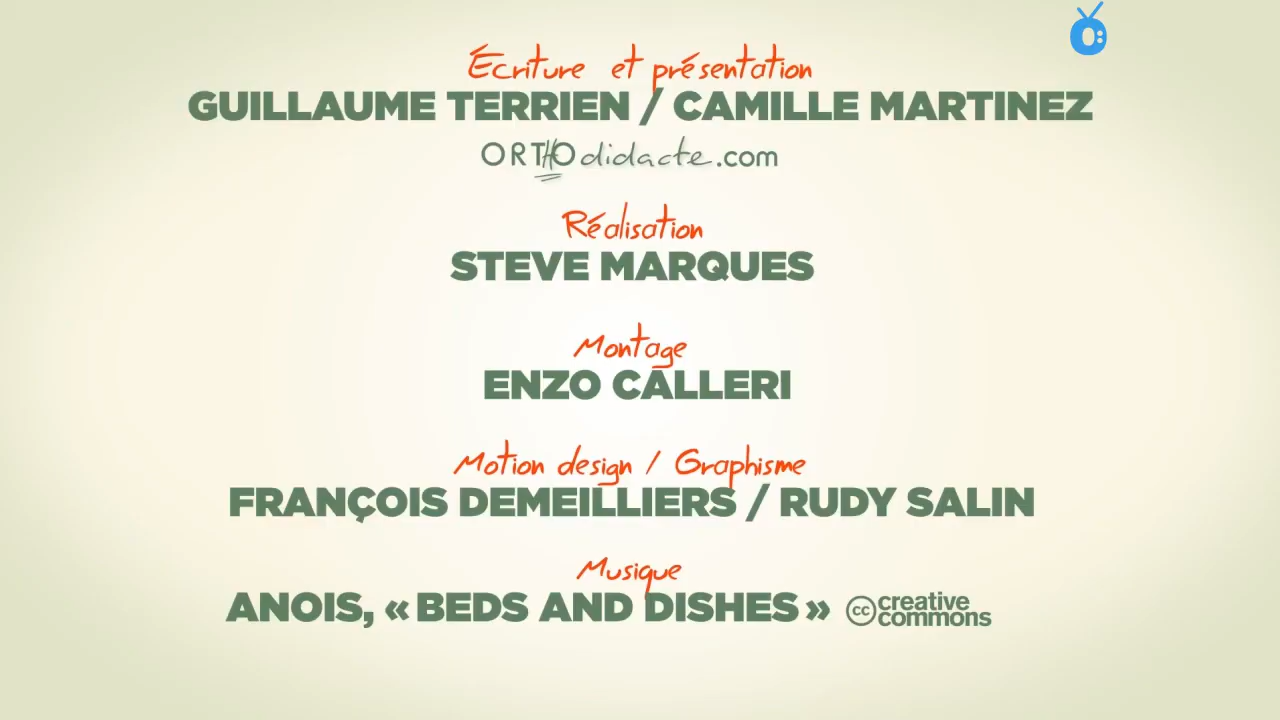 Écriture et présentation
GUILLAUME TERRIEN / CAMILLE MARTINEZ
ORTHOdidacte.com
Réalisation
STEVE MARQUES
Montage
ENZO CALLERI
Motion design / Graphisme
FRANÇOIS DEMEILLIERS / RUDY SALIN
Musique
ANOIS, « BEDS AND DISHES » cc creative commons